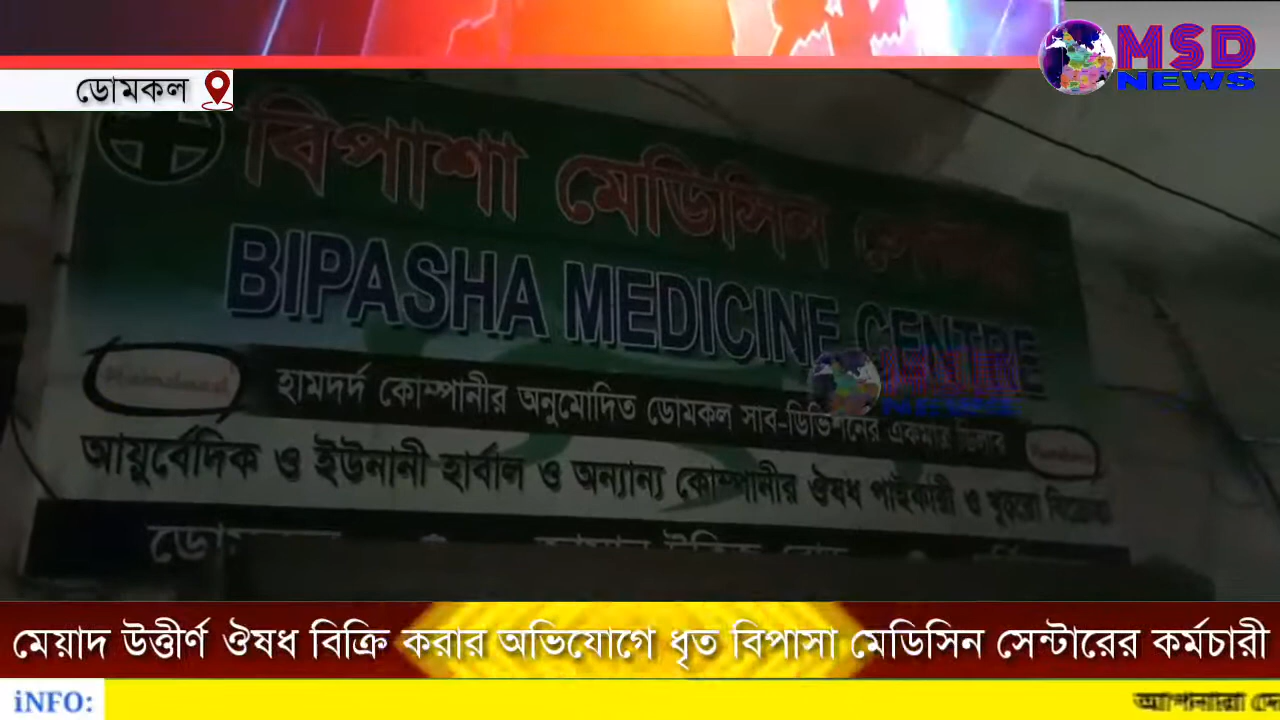 MSD
NEWS
ডোমকল
বিপাশা মেডিসিন সেন্টার
BIPASHA MEDICINE CENTRE
হামদর্দ কোম্পানীর অনুমোদিত ডোমকল সাব-ডিভিশনের একমাত্র ডিলার
আয়ুর্বেদিক ও ইউনানী হার্বাল ও অন্যান্য কোম্পানীর ঔষধ পাইকারী ও খুচরো বিক্রেতা
মেয়াদ উত্তীর্ণ ঔষধ বিক্রি করার অভিযোগে ধৃত বিপাসা মেডিসিন সেন্টারের কর্মচারী
iNFO:
আপনারা